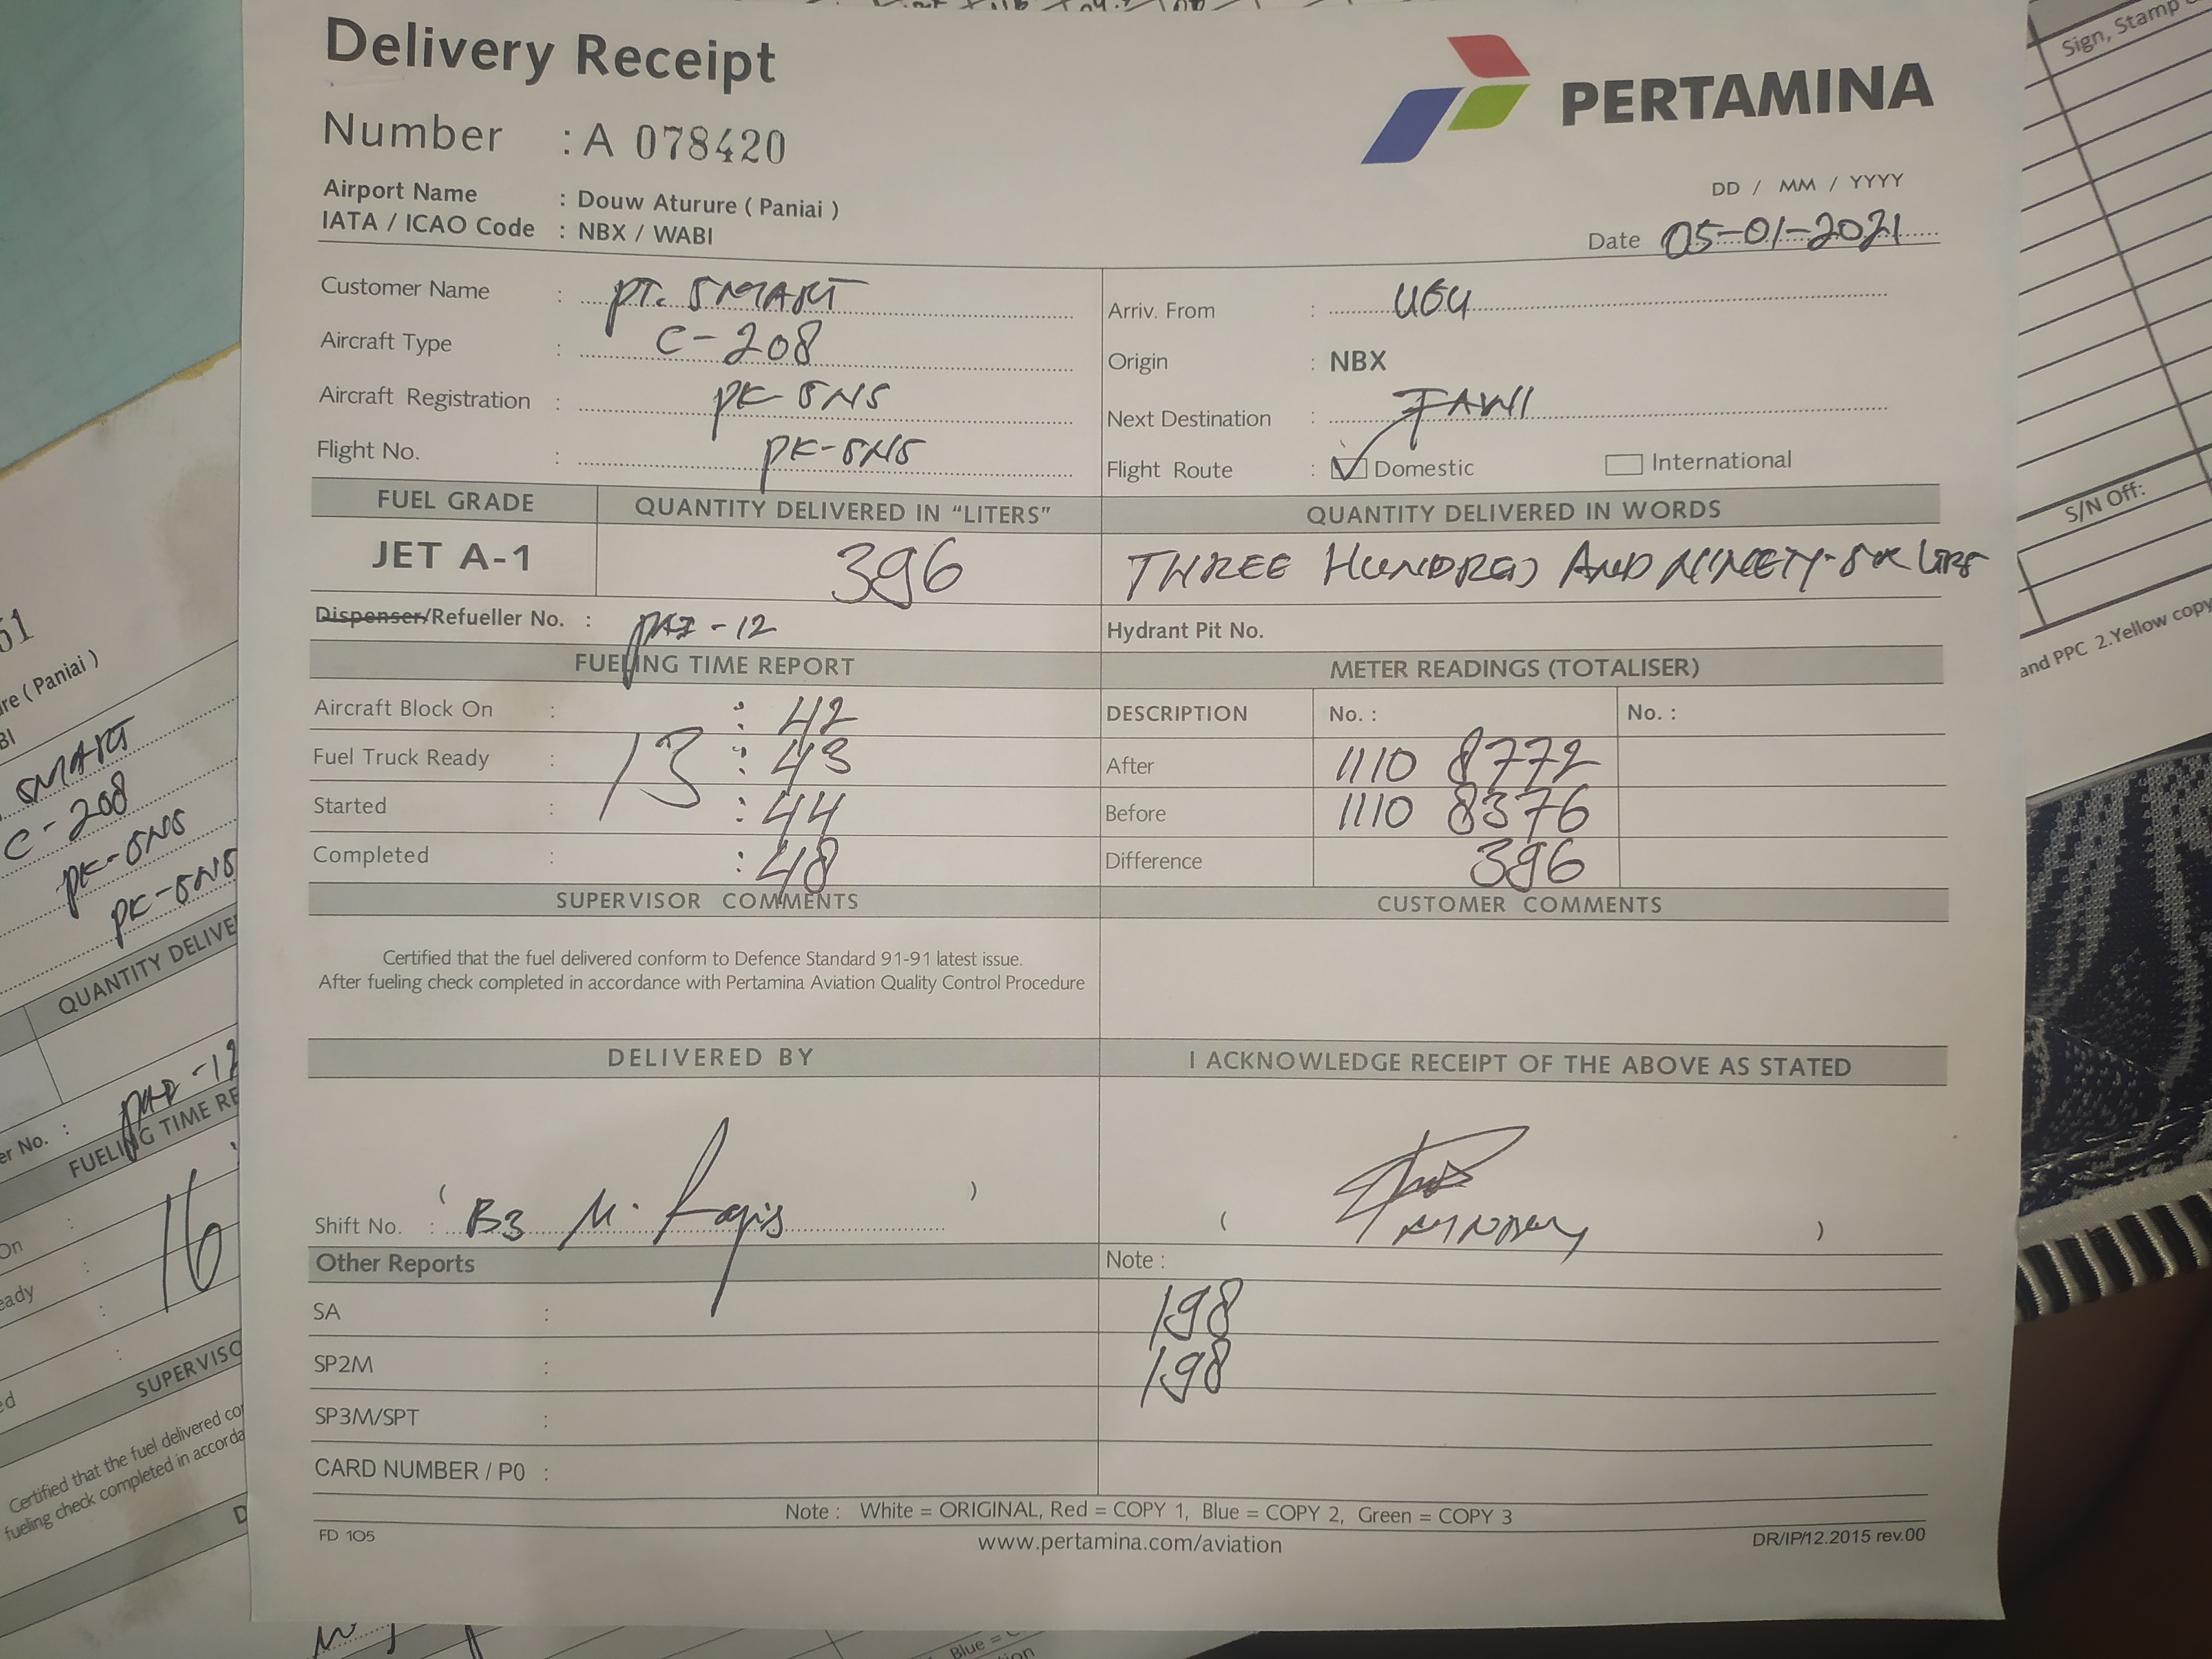 Delivery Receipt
PERTAMINA
Number : A 078420
Airport Name : Douw Aturure ( Paniai )
IATA / ICAO Code : NBX / WABI
DD / MM / YYYY
Date 05-01-2021
Customer Name : PT. SMART
Aircraft Type : C-208
Aircraft Registration : PK-SNS
Flight No. : PK-SNS
Arriv. From :
Origin : NBX
Next Destination : FAWI
Flight Route : Domestic International
FUEL GRADE QUANTITY DELIVERED IN "LITERS" QUANTITY DELIVERED IN WORDS
JET A-1 396 THREE HUNDRED AND NINETY-SIX
Dispenser/Refueller No. : -12
Hydrant Pit No.
FUELING TIME REPORT
Aircraft Block On : : 42
Fuel Truck Ready : 13 : 43
Started : : 44
Completed : : 48
METER READINGS (TOTALISER)
DESCRIPTION No. : No. :
After 1110 8772
Before 1110 8376
Difference 396
SUPERVISOR COMMENTS
Certified that the fuel delivered conform to Defence Standard 91-91 latest issue.
After fueling check completed in accordance with Pertamina Aviation Quality Control Procedure
CUSTOMER COMMENTS
DELIVERED BY
( )
Shift No. : B3 M.
I ACKNOWLEDGE RECEIPT OF THE ABOVE AS STATED
( )
Other Reports
SA :
SP2M :
SP3M/SPT :
CARD NUMBER / P0 :
Note :
198
198
Note : White = ORIGINAL, Red = COPY 1, Blue = COPY 2, Green = COPY 3
FD 105
www.pertamina.com/aviation
DR/IP/12.2015 rev.00
51
re ( Paniai )
BI
SMART
C-208
PK-SNS
PK-SNS
QUANTITY DELIVE
er No. : -12
FUELING TIME RE
On :
eady : 16
:
ed :
SUPERVISO
Certified that the fuel delivered co
fueling check completed in accorda
D
Sign, Stamp
S/N Off:
and PPC 2.Yellow copy
Blue = C